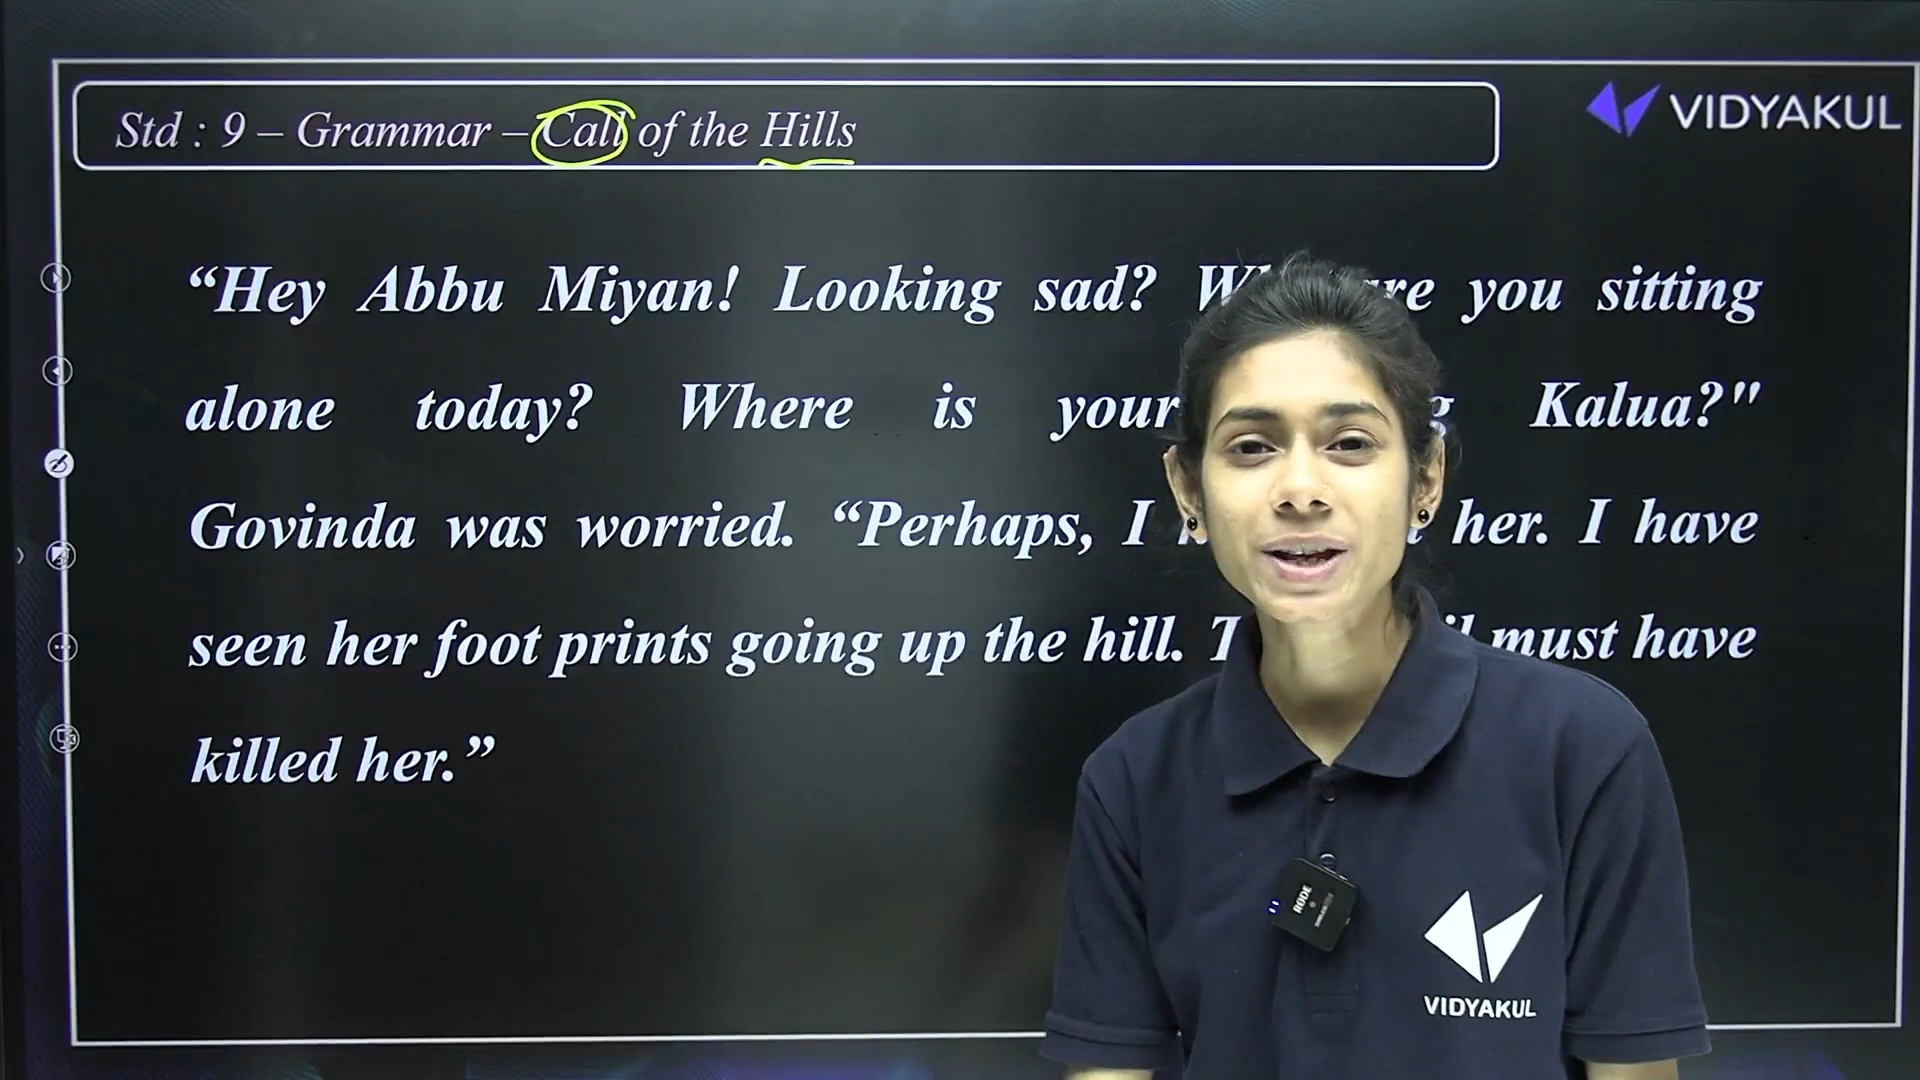 Std : 9 – Grammar – Call of the Hills
VIDYAKUL
“Hey Abbu Miyan! Looking sad? are you sitting
alone today? Where is your Kalua?"
Govinda was worried. “Perhaps, I her. I have
seen her foot prints going up the hill. must have
killed her.”
RODE
VIDYAKUL